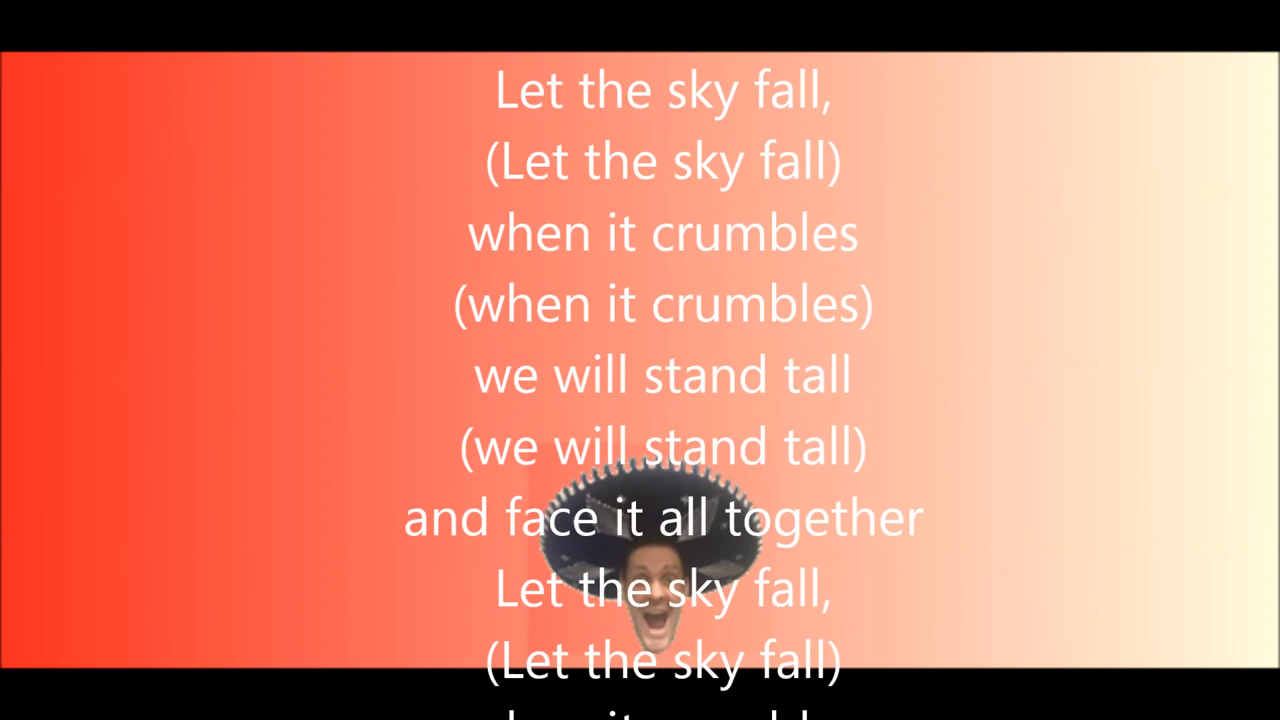 Let the sky fall,
(Let the sky fall)
when it crumbles
(when it crumbles)
we will stand tall
(we will stand tall)
and face it all together
Let the sky fall,
(Let the sky fall)